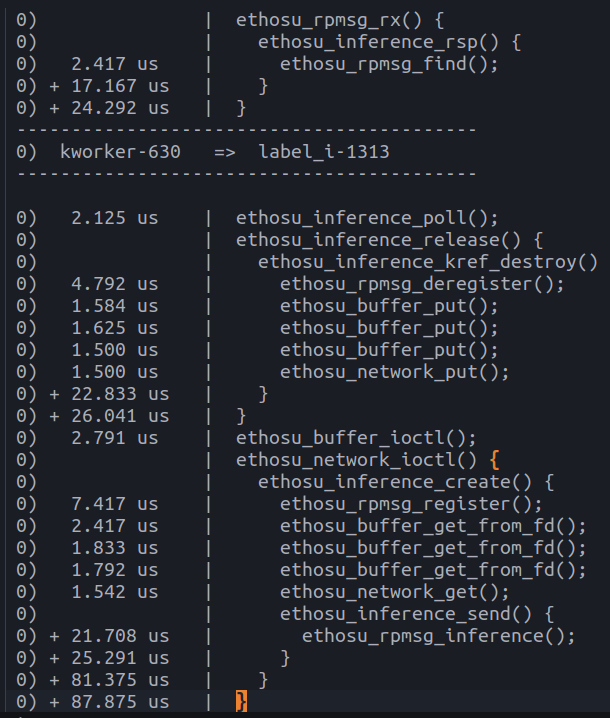 0)               |  ethosu_rpmsg_rx() {
0)               |    ethosu_inference_rsp() {
0)   2.417 us    |      ethosu_rpmsg_find();
0) + 17.167 us   |    }
0) + 24.292 us   |  }
------------------------------------------
0)  kworker-630   =>  label_i-1313
------------------------------------------
0)   2.125 us    |  ethosu_inference_poll();
0)               |  ethosu_inference_release() {
0)               |    ethosu_inference_kref_destroy()
0)   4.792 us    |      ethosu_rpmsg_deregister();
0)   1.584 us    |      ethosu_buffer_put();
0)   1.625 us    |      ethosu_buffer_put();
0)   1.500 us    |      ethosu_buffer_put();
0)   1.500 us    |      ethosu_network_put();
0) + 22.833 us   |    }
0) + 26.041 us   |  }
0)   2.791 us    |  ethosu_buffer_ioctl();
0)               |  ethosu_network_ioctl() {
0)               |    ethosu_inference_create() {
0)   7.417 us    |      ethosu_rpmsg_register();
0)   2.417 us    |      ethosu_buffer_get_from_fd();
0)   1.833 us    |      ethosu_buffer_get_from_fd();
0)   1.792 us    |      ethosu_buffer_get_from_fd();
0)   1.542 us    |      ethosu_network_get();
0)               |      ethosu_inference_send() {
0) + 21.708 us   |        ethosu_rpmsg_inference();
0) + 25.291 us   |      }
0) + 81.375 us   |    }
0) + 87.875 us   |  }